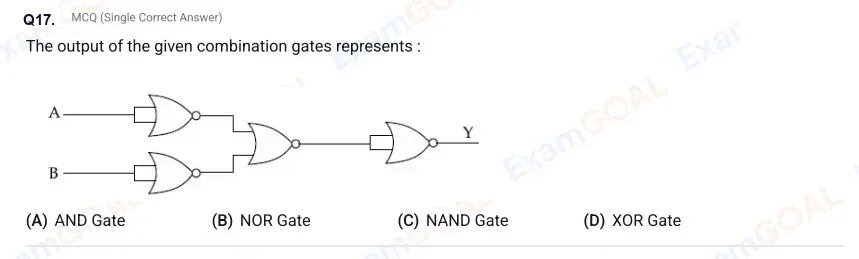 Q17. MCQ (Single Correct Answer)
The output of the given combination gates represents :
A
B
Y
(A) AND Gate
(B) NOR Gate
(C) NAND Gate
(D) XOR Gate
ExamGOAL